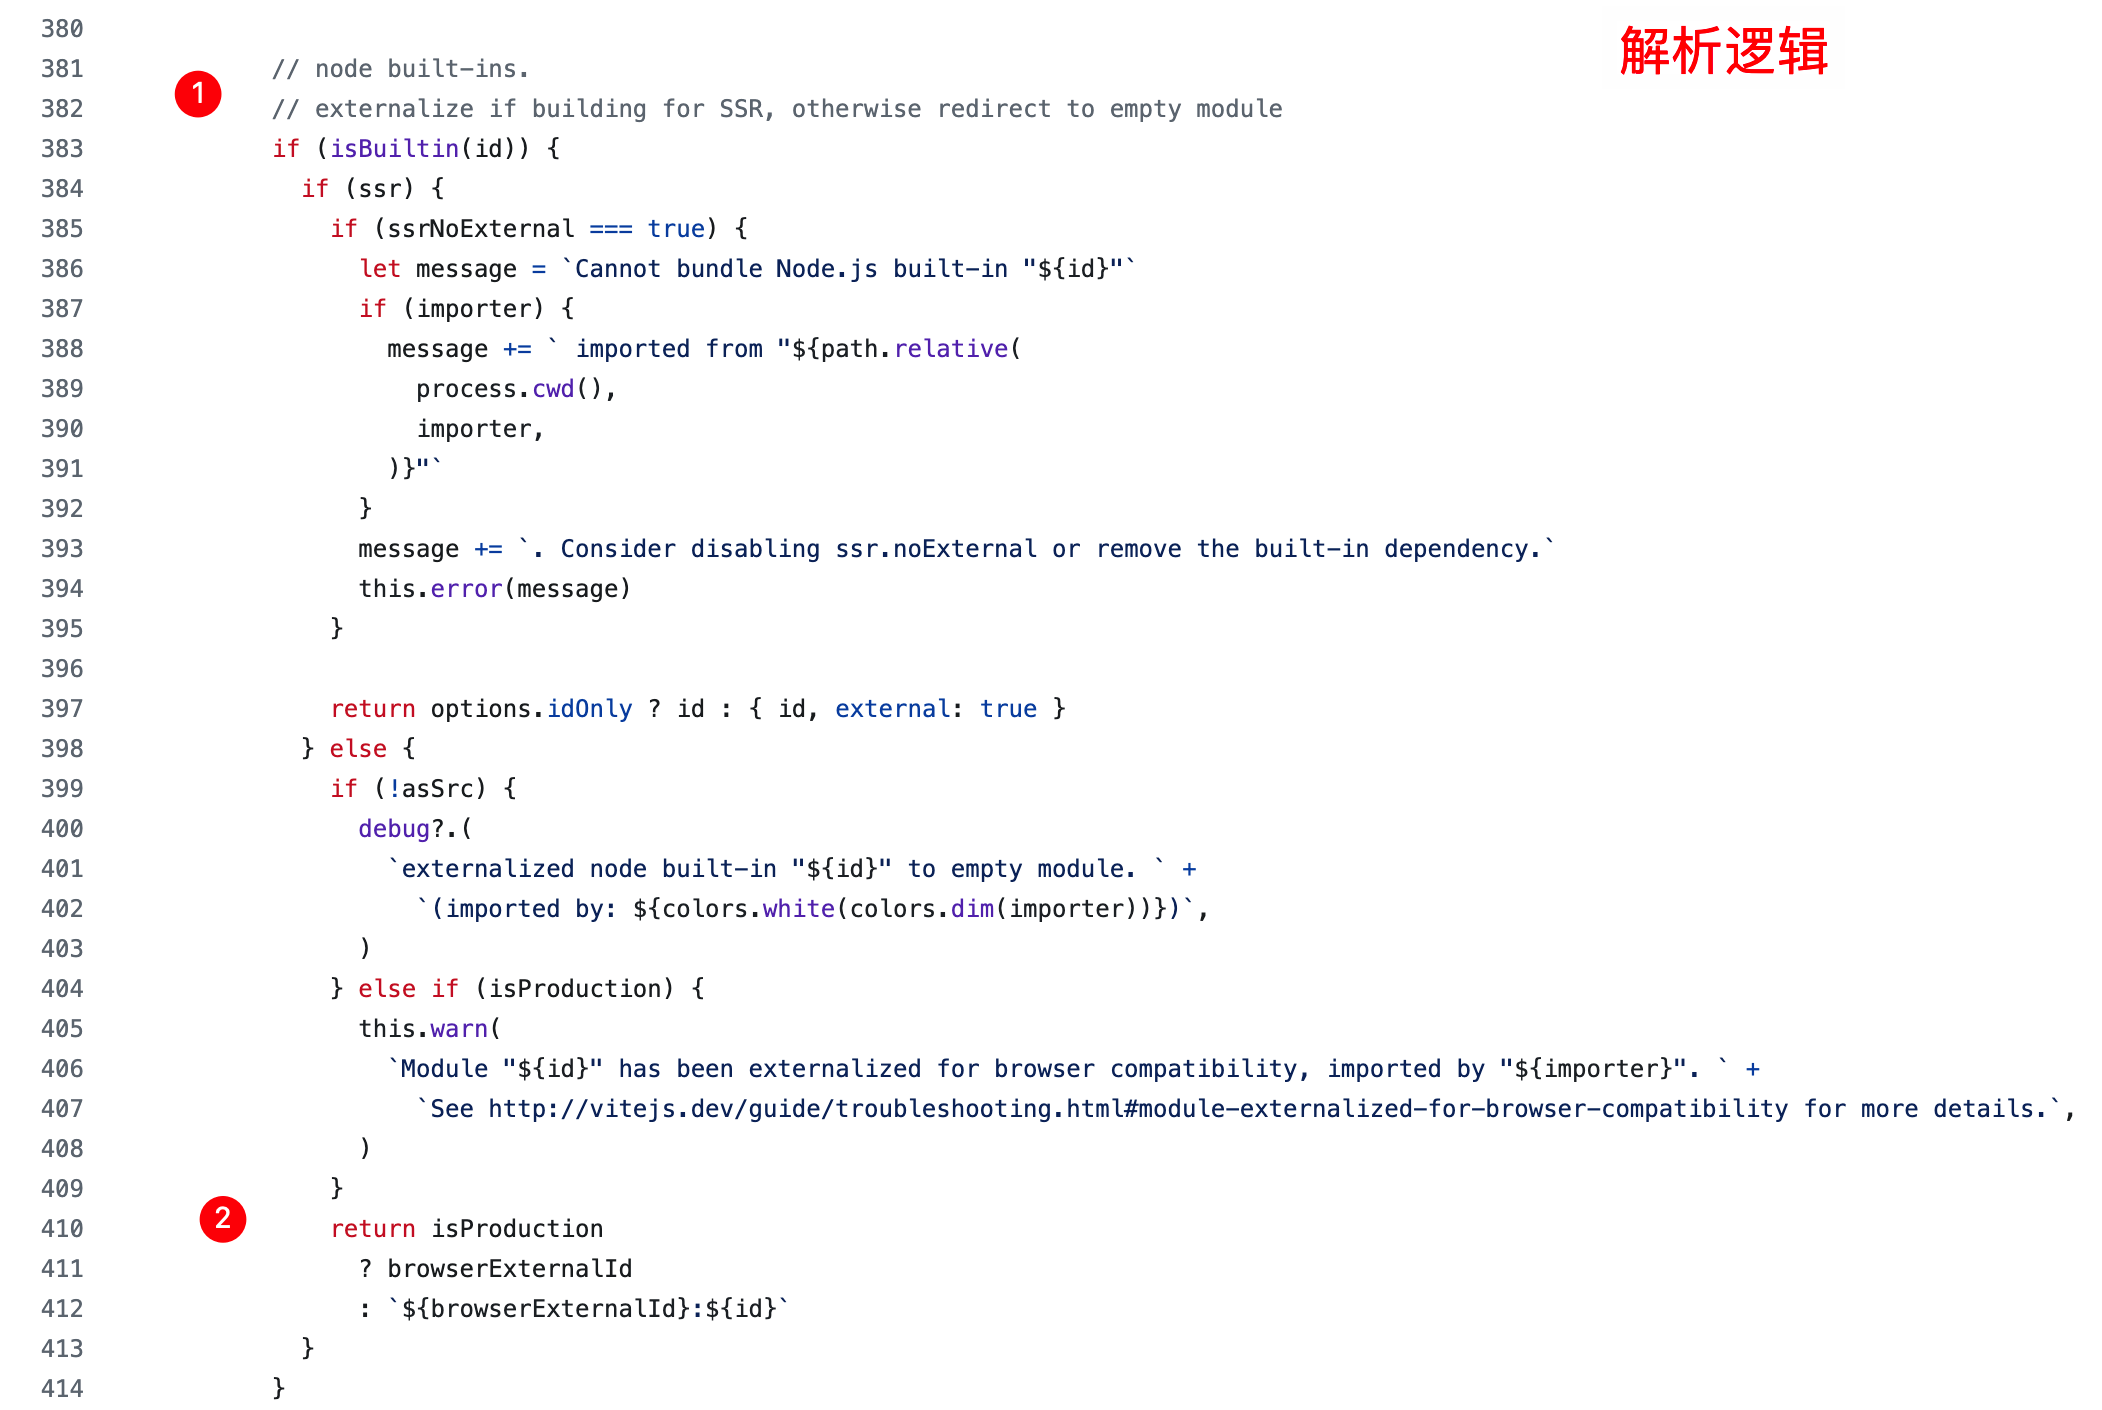 解析逻辑
380
381 // node built-ins.
1
382 // externalize if building for SSR, otherwise redirect to empty module
383 if (isBuiltin(id)) {
384 if (ssr) {
385 if (ssrNoExternal === true) {
386 let message = `Cannot bundle Node.js built-in "${id}"`
387 if (importer) {
388 message += ` imported from "${path.relative(
389 process.cwd(),
390 importer,
391 )}"`
392 }
393 message += `. Consider disabling ssr.noExternal or remove the built-in dependency.`
394 this.error(message)
395 }
396
397 return options.idOnly ? id : { id, external: true }
398 } else {
399 if (!asSrc) {
400 debug?.(
401 `externalized node built-in "${id}" to empty module. ` +
402 `(imported by: ${colors.white(colors.dim(importer))})`,
403 )
404 } else if (isProduction) {
405 this.warn(
406 `Module "${id}" has been externalized for browser compatibility, imported by "${importer}". ` +
407 `See http://vitejs.dev/guide/troubleshooting.html#module-externalized-for-browser-compatibility for more details.`,
408 )
409 }
2
410 return isProduction
411 ? browserExternalId
412 : `${browserExternalId}:${id}`
413 }
414 }